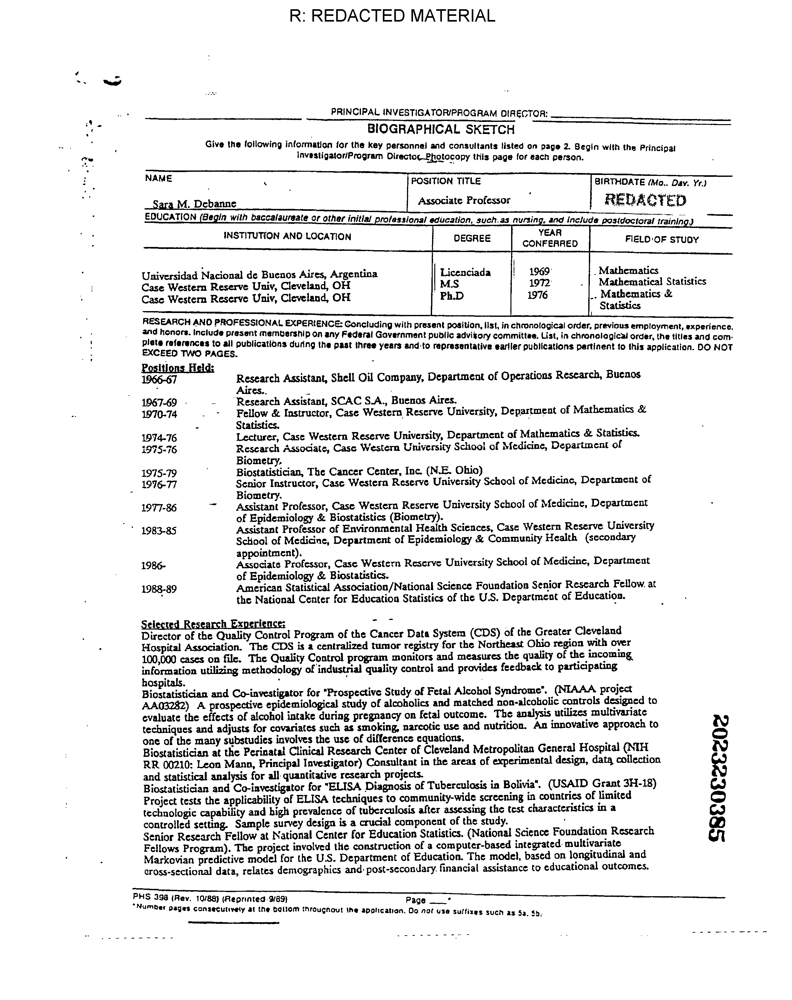 R: REDACTED MATERIAL
PRINCIPAL INVESTIGATOR/PROGRAM DIRECTOR:
BIOGRAPHICAL SKETCH
Give the following information for the key personnel and consultants listed on page 2. Begin with the Principal
Investigator/Program Director. Photocopy this page for each person.
NAME
POSITION TITLE
BIRTHDATE (Mo., Day, Yr.)
Sara M. Debanne
Associate Professor
REDACTED
EDUCATION (Begin with baccalaureate or other initial professional education, such as nursing, and include postdoctoral training.)
INSTITUTION AND LOCATION
DEGREE
YEAR CONFERRED
FIELD OF STUDY
Universidad Nacional de Buenos Aires, Argentina Licenciada 1969 Mathematics
Case Western Reserve Univ, Cleveland, OH M.S 1972 Mathematical Statistics
Case Western Reserve Univ, Cleveland, OH Ph.D 1976 Mathematics &
Statistics
RESEARCH AND PROFESSIONAL EXPERIENCE: Concluding with present position, list, in chronological order, previous employment, experience,
and honors. Include present membership on any Federal Government public advisory committee. List, in chronological order, the titles and com-
plete references to all publications during the past three years and to representative earlier publications pertinent to this application. DO NOT
EXCEED TWO PAGES.
Positions Held:
1966-67 Research Assistant, Shell Oil Company, Department of Operations Research, Buenos
Aires.
1967-69 Research Assistant, SCAC S.A., Buenos Aires.
1970-74 Fellow & Instructor, Case Western Reserve University, Department of Mathematics &
Statistics.
1974-76 Lecturer, Case Western Reserve University, Department of Mathematics & Statistics.
1975-76 Research Associate, Case Western University School of Medicine, Department of
Biometry.
1975-79 Biostatistician, The Cancer Center, Inc. (N.E. Ohio)
1976-77 Senior Instructor, Case Western Reserve University School of Medicine, Department of
Biometry.
1977-86 Assistant Professor, Case Western Reserve University School of Medicine, Department
of Epidemiology & Biostatistics (Biometry).
1983-85 Assistant Professor of Environmental Health Sciences, Case Western Reserve University
School of Medicine, Department of Epidemiology & Community Health (secondary
appointment).
1986- Associate Professor, Case Western Reserve University School of Medicine, Department
of Epidemiology & Biostatistics.
1988-89 American Statistical Association/National Science Foundation Senior Research Fellow at
the National Center for Education Statistics of the U.S. Department of Education.
Selected Research Experience:
Director of the Quality Control Program of the Cancer Data System (CDS) of the Greater Cleveland
Hospital Association. The CDS is a centralized tumor registry for the Northeast Ohio region with over
100,000 cases on file. The Quality Control program monitors and measures the quality of the incoming
information utilizing methodology of industrial quality control and provides feedback to participating
hospitals.
Biostatistician and Co-investigator for "Prospective Study of Fetal Alcohol Syndrome". (NIAAA project
AA03282) A prospective epidemiological study of alcoholics and matched non-alcoholic controls designed to
evaluate the effects of alcohol intake during pregnancy on fetal outcome. The analysis utilizes multivariate
techniques and adjusts for covariates such as smoking, narcotic use and nutrition. An innovative approach to
one of the many substudies involves the use of difference equations.
Biostatistician at the Perinatal Clinical Research Center of Cleveland Metropolitan General Hospital (NIH
RR 00210: Leon Mann, Principal Investigator) Consultant in the areas of experimental design, data collection
and statistical analysis for all quantitative research projects.
Biostatistician and Co-investigator for "ELISA Diagnosis of Tuberculosis in Bolivia". (USAID Grant 3H-18)
Project tests the applicability of ELISA techniques to community-wide screening in countries of limited
technologic capability and high prevalence of tuberculosis after assessing the test characteristics in a
controlled setting. Sample survey design is a crucial component of the study.
Senior Research Fellow at National Center for Education Statistics. (National Science Foundation Research
Fellows Program). The project involved the construction of a computer-based integrated multivariate
Markovian predictive model for the U.S. Department of Education. The model, based on longitudinal and
cross-sectional data, relates demographics and post-secondary financial assistance to educational outcomes.
2023230385
PHS 398 (Rev. 10/88) (Reprinted 9/89) Page ___*
*Number pages consecutively at the bottom throughout the application. Do not use suffixes such as 5a, 5b.